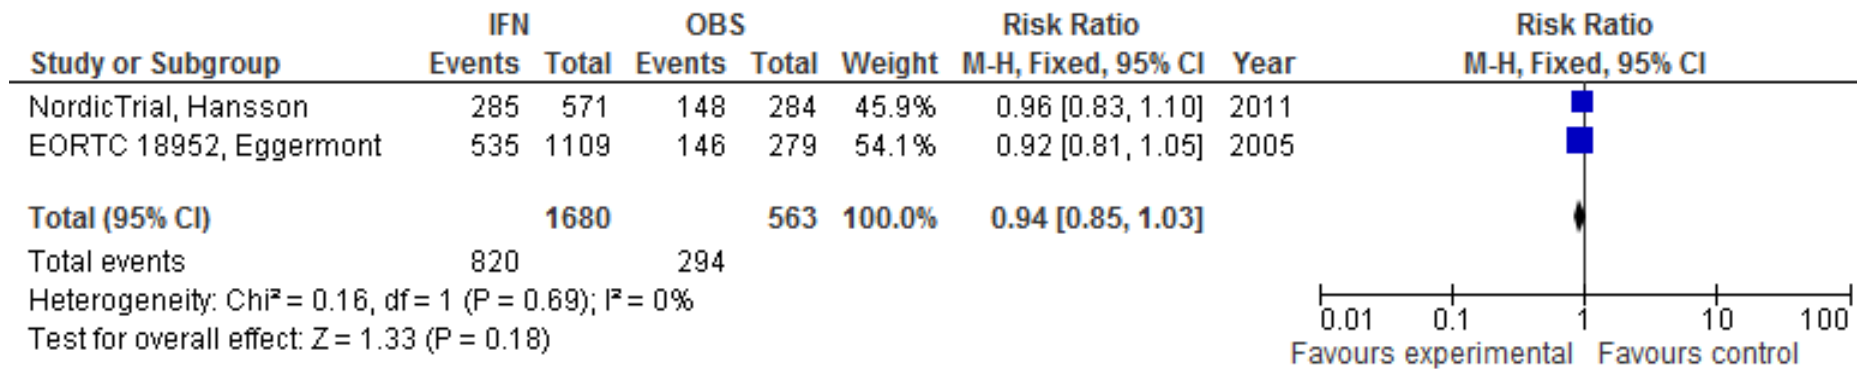 IFN OBS Risk Ratio Risk Ratio
Study or Subgroup Events Total Events Total Weight M-H, Fixed, 95% CI Year M-H, Fixed, 95% CI
NordicTrial, Hansson 285 571 148 284 45.9% 0.96 [0.83, 1.10] 2011
EORTC 18952, Eggermont 535 1109 146 279 54.1% 0.92 [0.81, 1.05] 2005
Total (95% CI) 1680 563 100.0% 0.94 [0.85, 1.03]
Total events 820 294
Heterogeneity: Chi² = 0.16, df = 1 (P = 0.69); I² = 0%
Test for overall effect: Z = 1.33 (P = 0.18)
0.01 0.1 1 10 100
Favours experimental Favours control